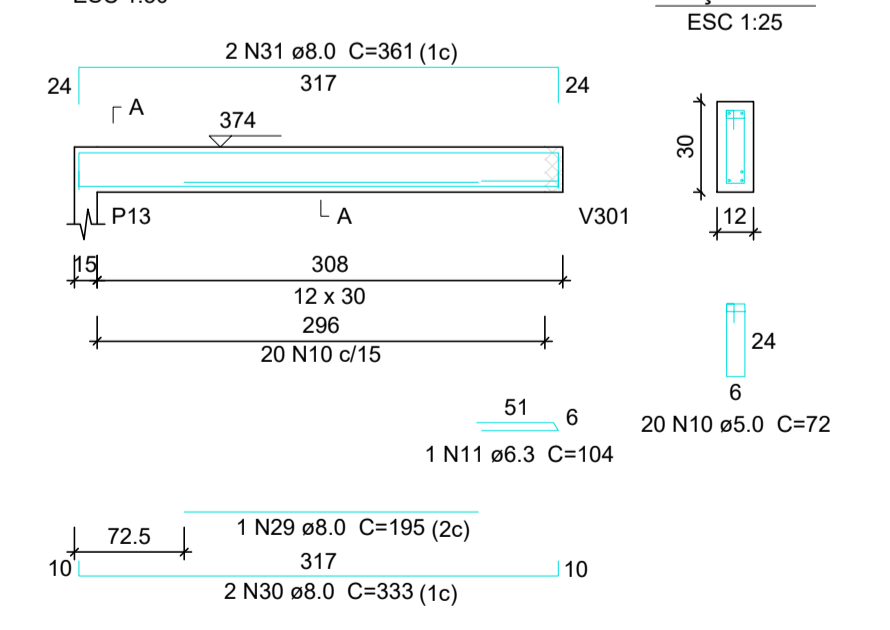 ESC 1:25
2 N31 ø8.0 C=361 (1c)
24 317 24
A
374
30
P13 A V301
12
15 308
12 x 30
296
20 N10 c/15
24
6
51 6
20 N10 ø5.0 C=72
1 N11 ø6.3 C=104
72.5
1 N29 ø8.0 C=195 (2c)
10 317 10
2 N30 ø8.0 C=333 (1c)